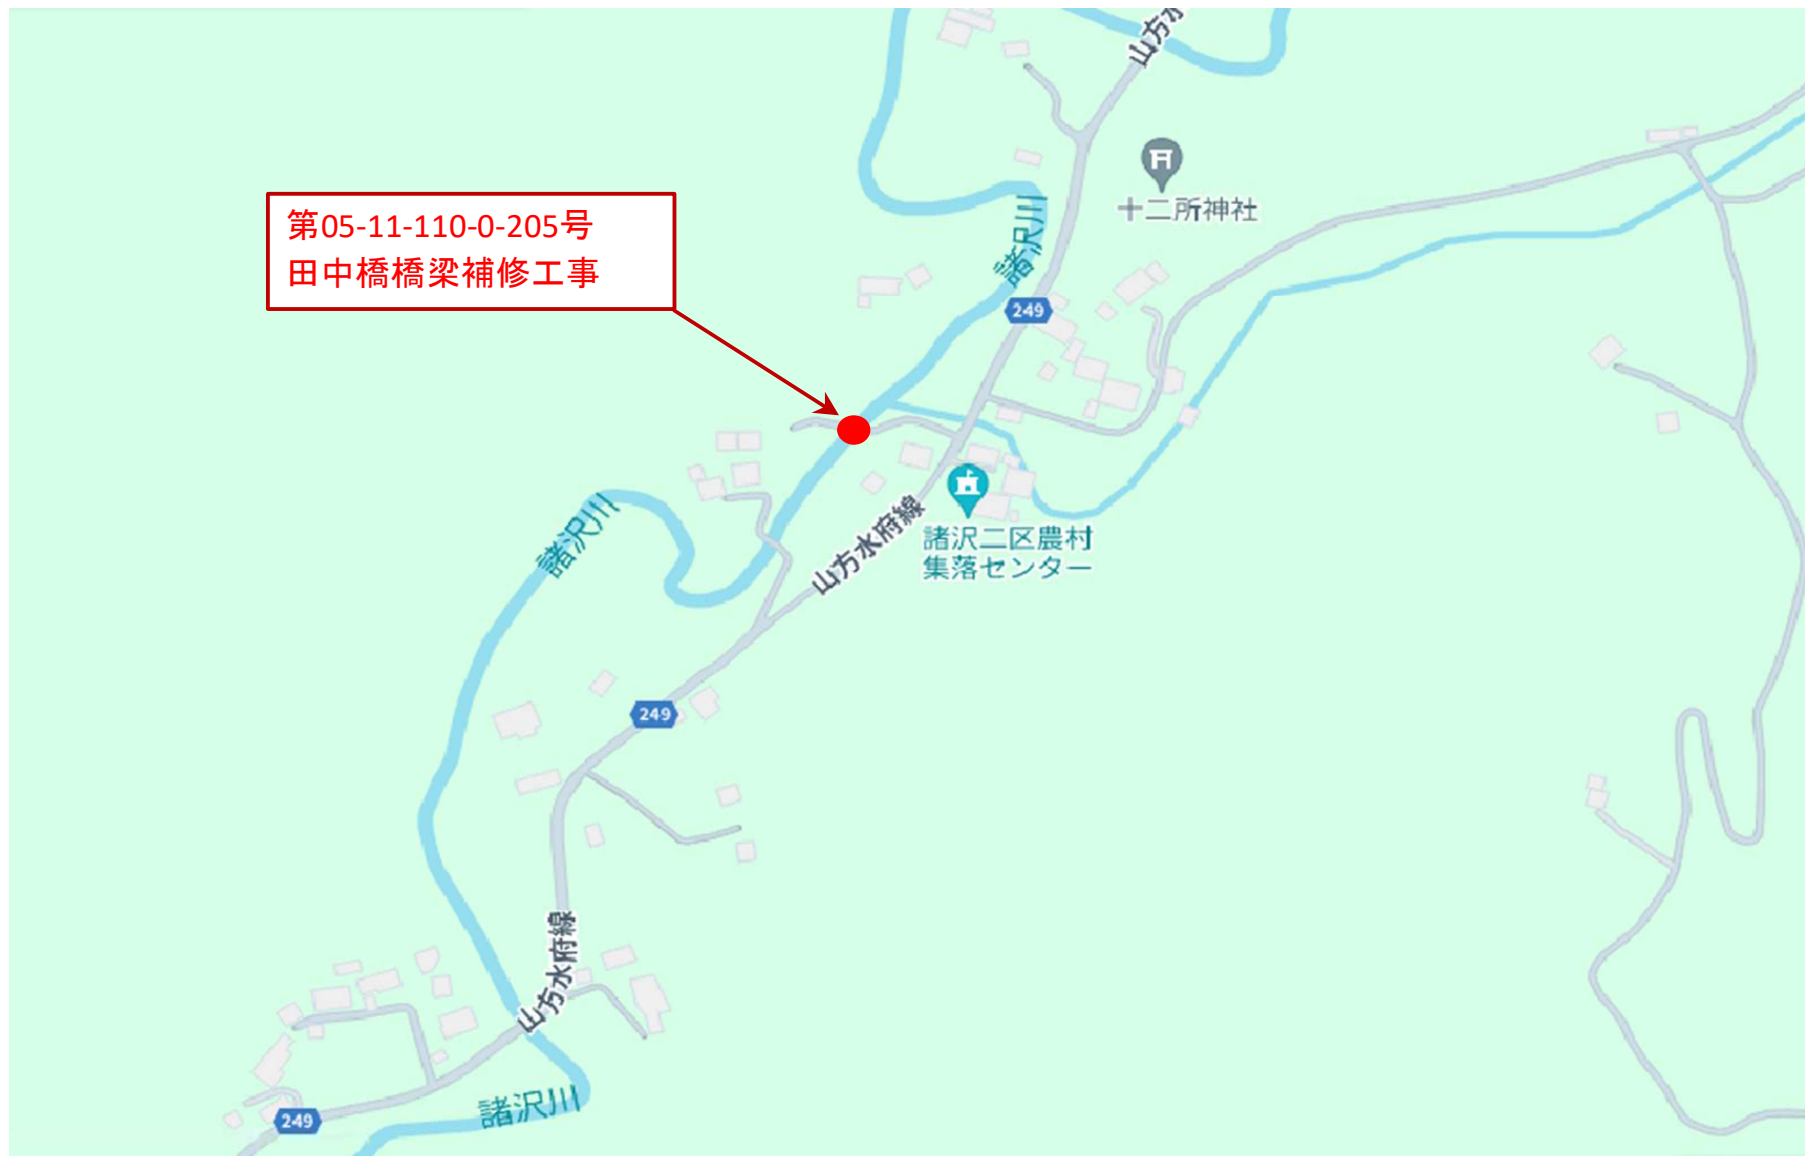 山方水
十二所神社
第05-11-110-0-205号
田中橋橋梁補修工事
諸沢川
249
諸沢川
山方水府線
諸沢二区農村
集落センター
249
山方水府線
諸沢川
249